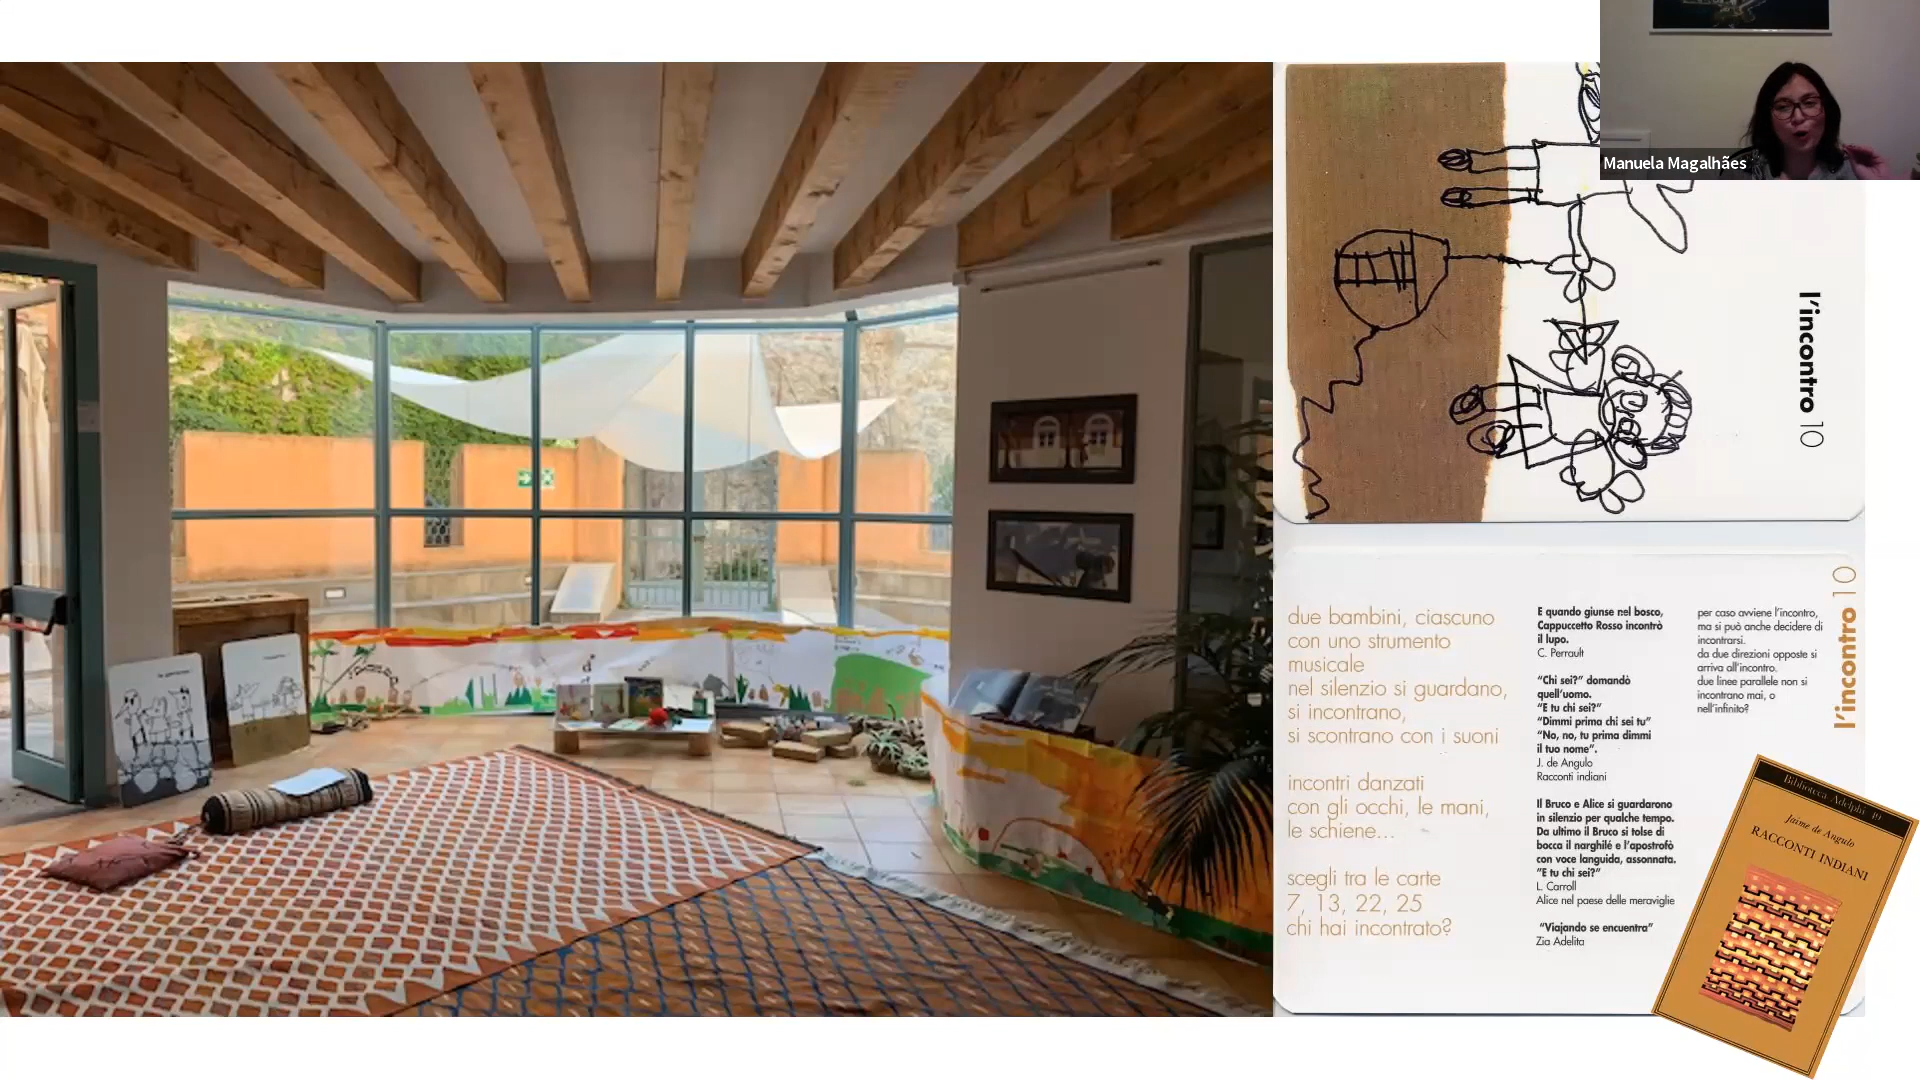 Manuela Magalhães
l'incontro 10
due bambini, ciascuno
con uno strumento
musicale
nel silenzio si guardano,
si incontrano,
si scontrano con i suoni
incontri danzati
con gli occhi, le mani,
le schiene...
scegli tra le carte
7, 13, 22, 25
chi hai incontrato?
E quando giunse nel bosco,
Cappuccetto Rosso incontrò
il lupo.
C. Perrault
"Chi sei?" domandò
quell'uomo.
"E tu chi sei?"
"Dimmi prima chi sei tu"
"No, no, tu prima dimmi
il tuo nome".
J. de Angulo
Racconti indiani
Il Bruco e Alice si guardarono
in silenzio per qualche tempo.
Da ultimo il Bruco si tolse di
bocca il narghilé e l'apostrofò
con voce languida, assonnata.
"E tu chi sei?"
L. Carroll
Alice nel paese delle meraviglie
"Viajando se encuentra"
Zia Adelita
per caso avviene l'incontro,
ma si può anche decidere di
incontrarsi.
da due direzioni opposte si
arriva all'incontro.
due linee parallele non si
incontrano mai, o
nell'infinito?
l'incontro 10
Biblioteca Adelphi 49
Jaime de Angulo
RACCONTI INDIANI